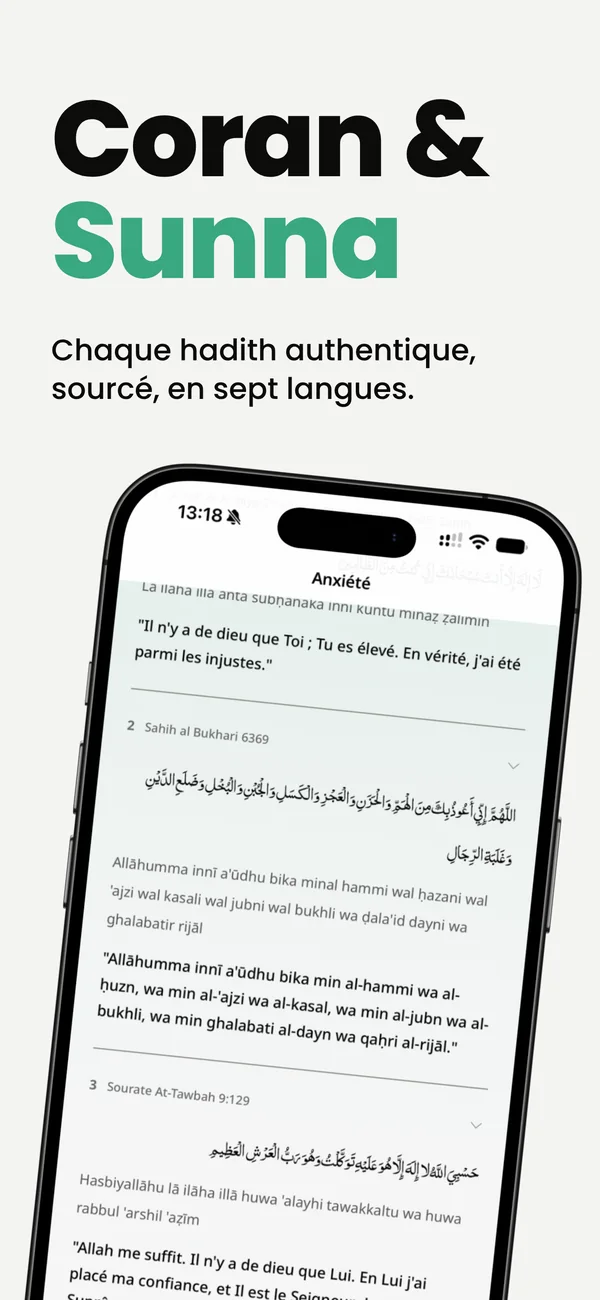 Coran &
Sunna
Chaque hadith authentique,
sourcé, en sept langues.
13:18
Anxiété
La ilaha illa anta subḥanaka inni kuntu minaẓ ẓalimin
"Il n'y a de dieu que Toi ; Tu es élevé. En vérité, j'ai été
parmi les injustes."
2 Sahih al Bukhari 6369
اللَّهُمَّ إِنِّي أَعُوذُ بِكَ مِنَ الْهَمِّ وَالْحَزَنِ وَالْعَجْزِ وَالْكَسَلِ وَالْجُبْنِ وَالْبُخْلِ وَضَلَعِ الدَّيْنِ
وَغَلَبَةِ الرِّجَالِ
Allāhumma innī a'ūdhu bika minal hammi wal ḥazani wal
'ajzi wal kasali wal jubni wal bukhli wa ḍala'id dayni wa
ghalabatir rijāl
"Allāhumma innī a'ūdhu bika min al-hammi wa al-
ḥuzn, wa min al-'ajzi wa al-kasal, wa min al-jubn wa al-
bukhli, wa min ghalabati al-dayn wa qaḥri al-rijāl."
3 Sourate At-Tawbah 9:129
حَسْبِيَ اللَّهُ لَا إِلَهَ إِلَّا هُوَ عَلَيْهِ تَوَكَّلْتُ وَهُوَ رَبُّ الْعَرْشِ الْعَظِيمِ
Hasbiyallāhu lā ilāha illā huwa 'alayhi tawakkaltu wa huwa
rabbul 'arshil 'aẓīm
"Allah me suffit. Il n'y a de dieu que Lui. En Lui j'ai
placé ma confiance, et Il est le